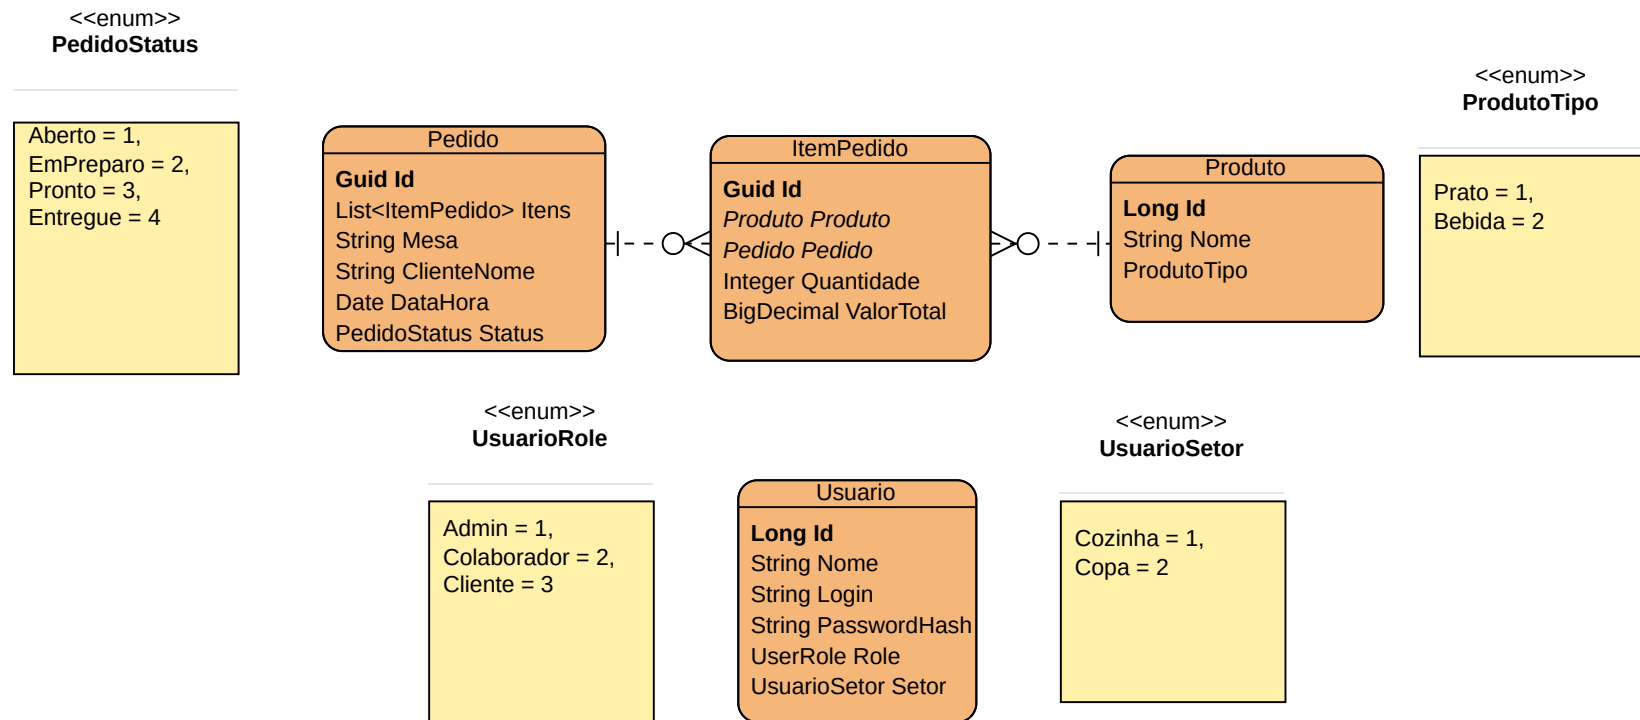 <<enum>>
PedidoStatus
Aberto = 1,
EmPreparo = 2,
Pronto = 3,
Entregue = 4
Pedido
Guid Id
List<ItemPedido> Itens
String Mesa
String ClienteNome
Date DataHora
PedidoStatus Status
ItemPedido
Guid Id
Produto Produto
Pedido Pedido
Integer Quantidade
BigDecimal ValorTotal
Produto
Long Id
String Nome
ProdutoTipo
<<enum>>
ProdutoTipo
Prato = 1,
Bebida = 2
<<enum>>
UsuarioRole
Admin = 1,
Colaborador = 2,
Cliente = 3
Usuario
Long Id
String Nome
String Login
String PasswordHash
UserRole Role
UsuarioSetor Setor
<<enum>>
UsuarioSetor
Cozinha = 1,
Copa = 2